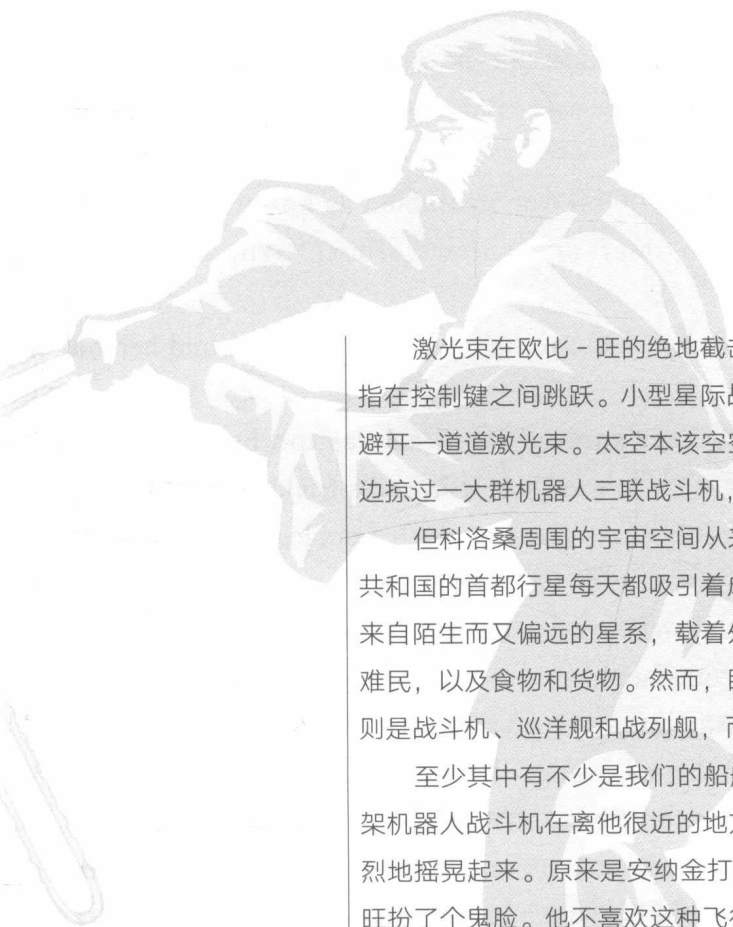 激光束在欧比-旺的绝地截
指在控制键之间跳跃。小型星际
避开一道道激光束。太空本该空
边掠过一大群机器人三联战斗机，
但科洛桑周围的宇宙空间从
共和国的首都行星每天都吸引着
来自陌生而又偏远的星系，载着
难民，以及食物和货物。然而，
则是战斗机、巡洋舰和战列舰，
至少其中有不少是我们的船
架机器人战斗机在离他很近的地
烈地摇晃起来。原来是安纳金打
旺扮了个鬼脸。他不喜欢这种飞